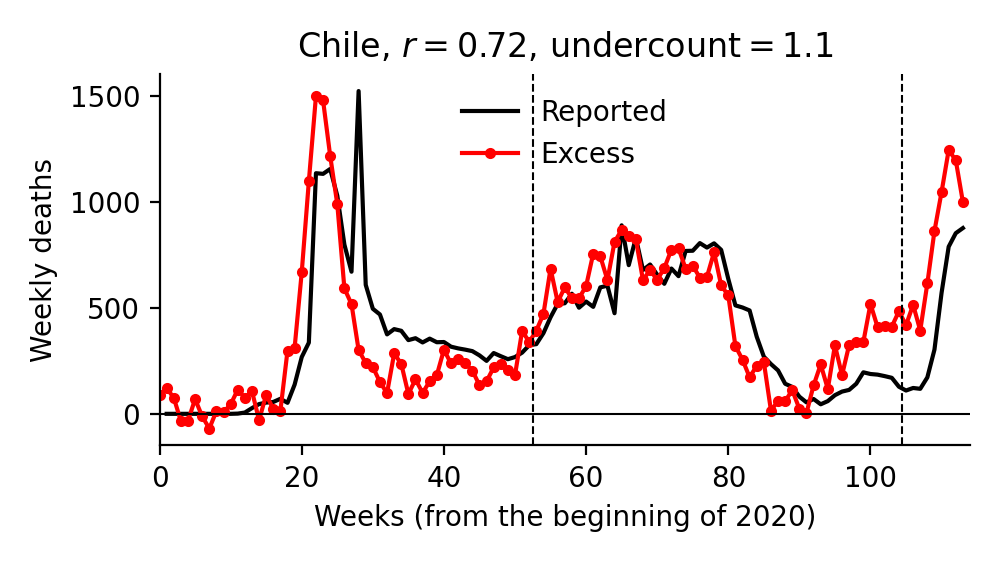 Chile, r = 0.72, undercount = 1.1
Weekly deaths
1500
1000
500
0
Reported
Excess
0 20 40 60 80 100
Weeks (from the beginning of 2020)